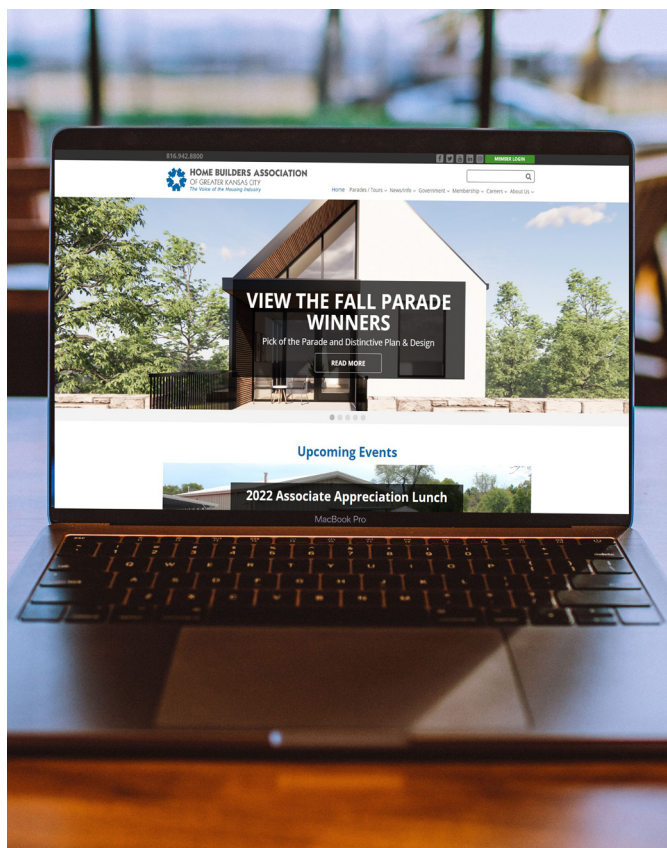 816.942.8800
MEMBER LOGIN
HOME BUILDERS ASSOCIATION
OF GREATER KANSAS CITY
The Voice of the Housing Industry
Home Parades / Tours News/Info Government Membership Careers About Us
VIEW THE FALL PARADE
WINNERS
Pick of the Parade and Distinctive Plan & Design
READ MORE
Upcoming Events
2022 Associate Appreciation Lunch
MacBook Pro
Q W E R T Y U I O P
A S D F G H J K L
B N M